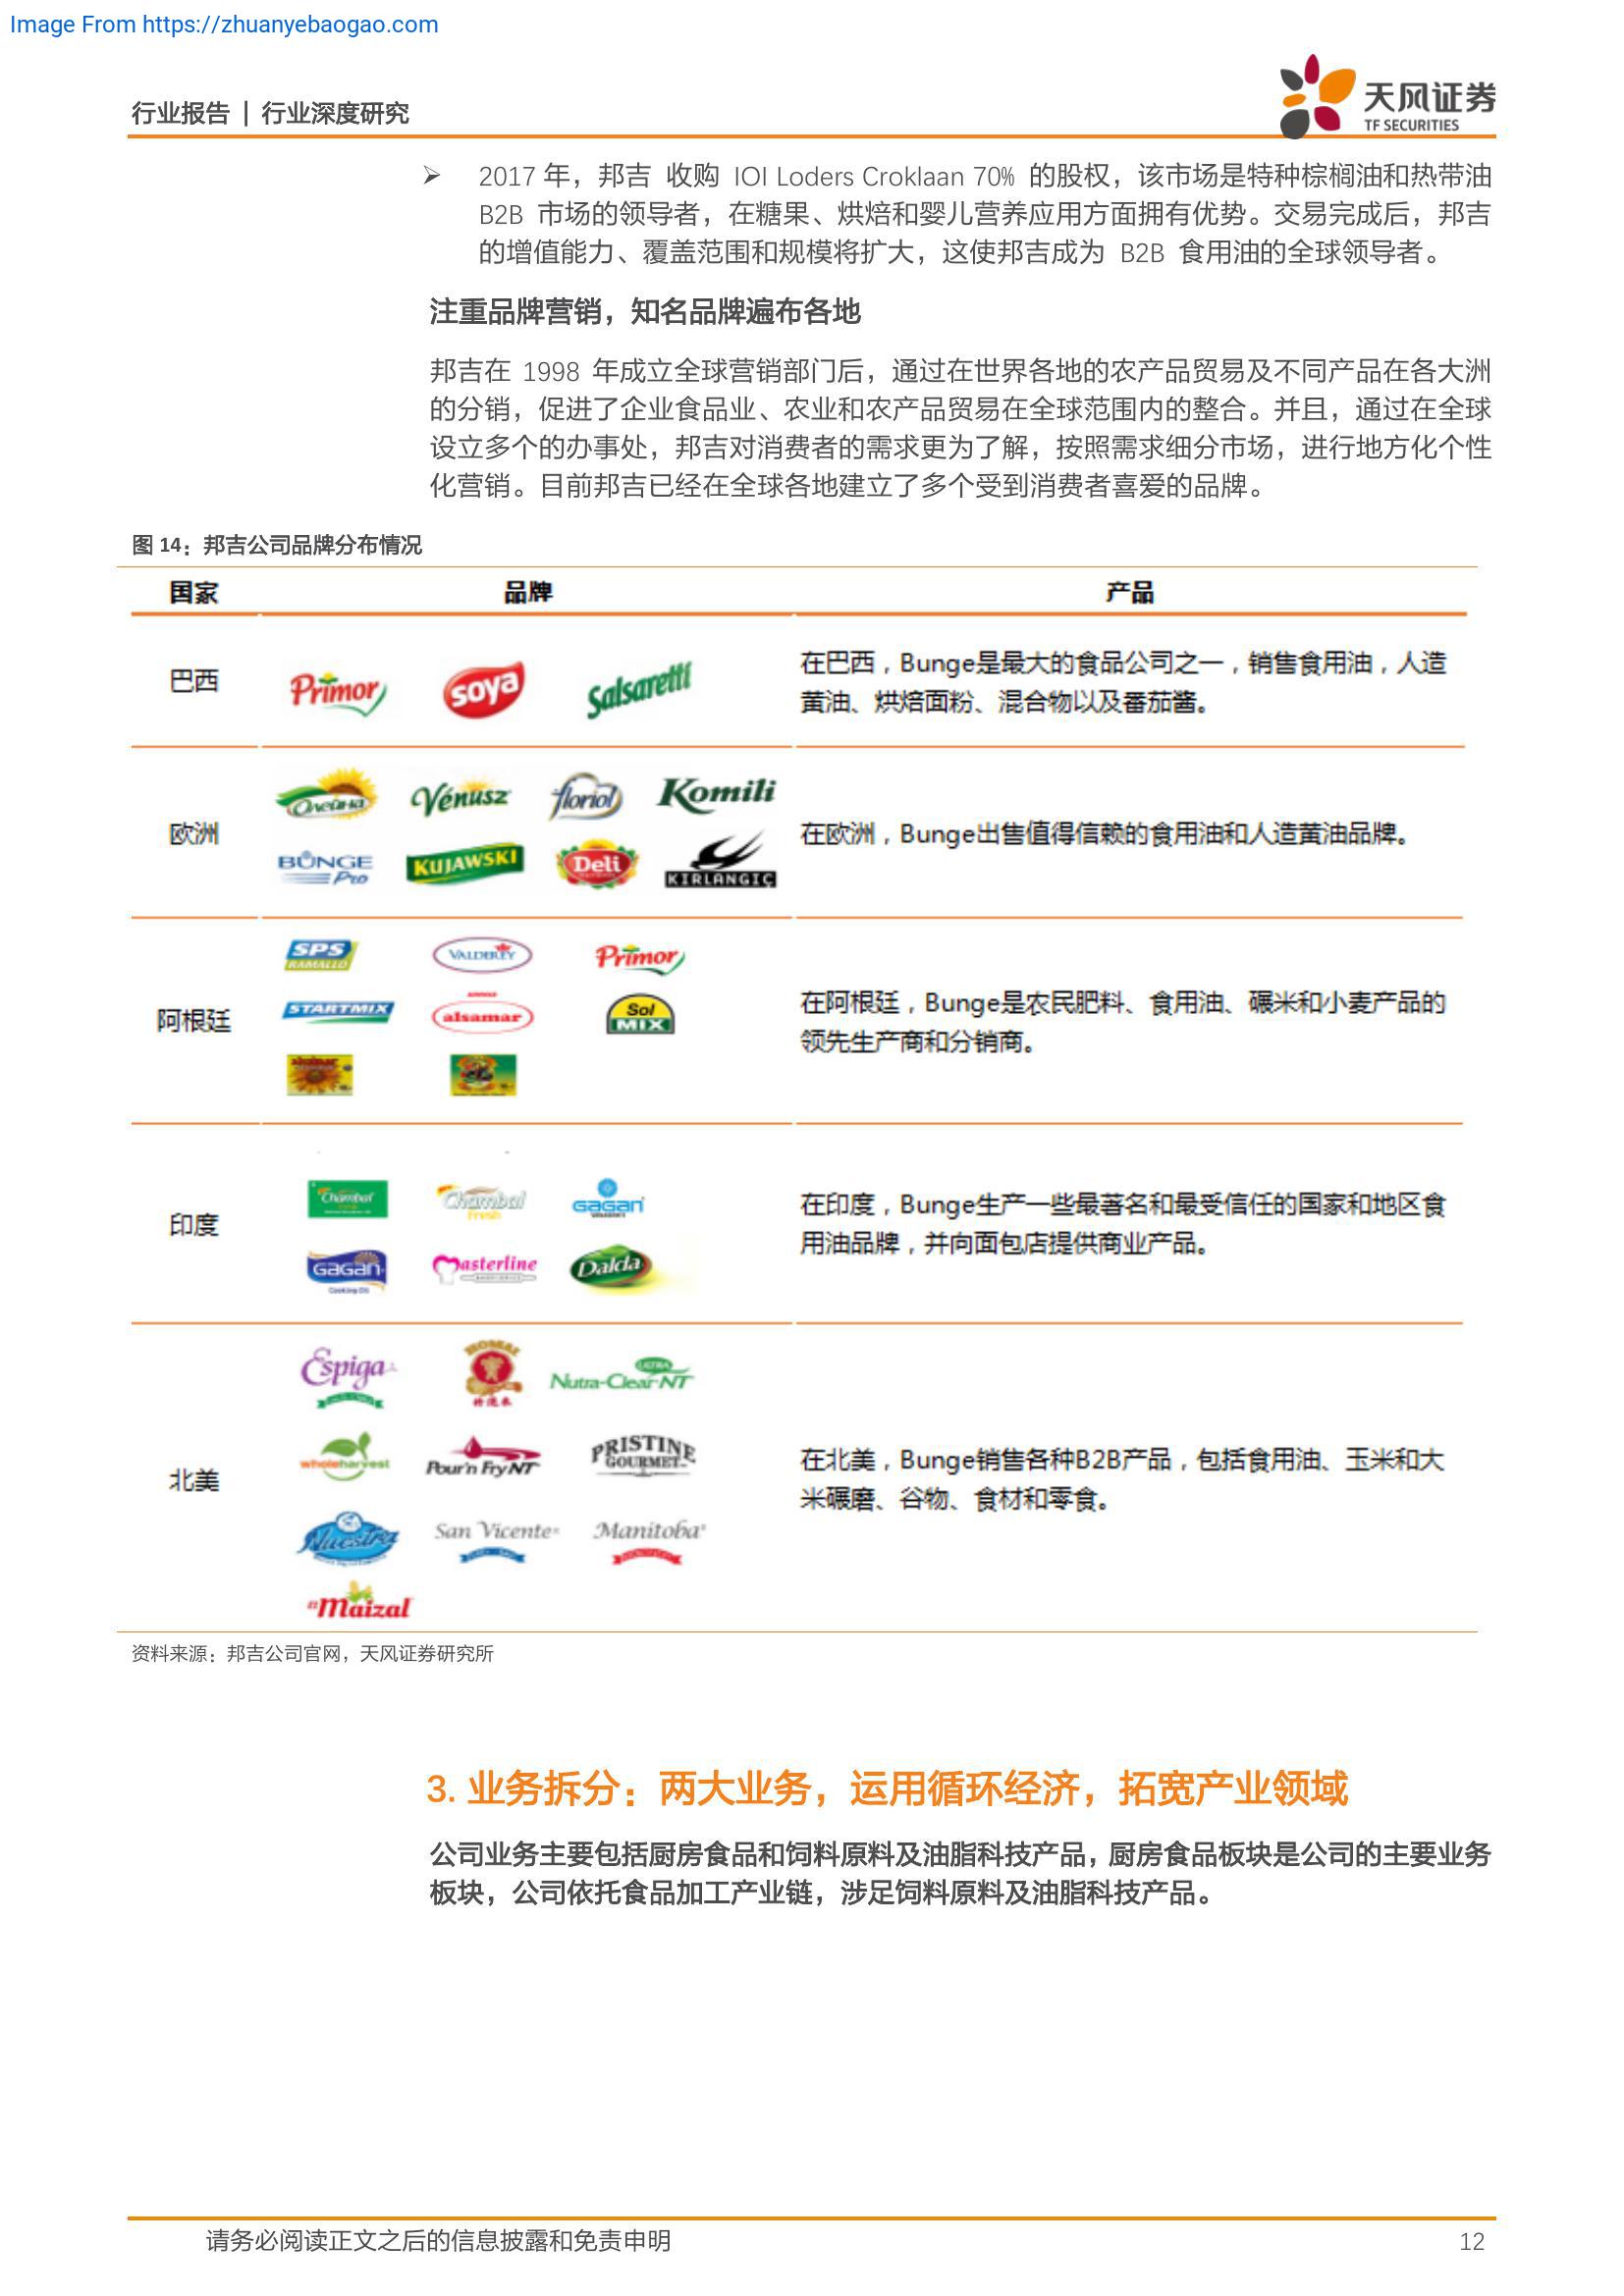 Image From https://zhuanyebaogao.com
行业报告 | 行业深度研究
天风证券
TF SECURITIES
➢ 2017 年，邦吉 收购 IOI Loders Croklaan 70% 的股权，该市场是特种棕榈油和热带油
B2B 市场的领导者，在糖果、烘焙和婴儿营养应用方面拥有优势。交易完成后，邦吉
的增值能力、覆盖范围和规模将扩大，这使邦吉成为 B2B 食用油的全球领导者。
注重品牌营销，知名品牌遍布各地
邦吉在 1998 年成立全球营销部门后，通过在世界各地的农产品贸易及不同产品在各大洲
的分销，促进了企业食品业、农业和农产品贸易在全球范围内的整合。并且，通过在全球
设立多个的办事处，邦吉对消费者的需求更为了解，按照需求细分市场，进行地方化个性
化营销。目前邦吉已经在全球各地建立了多个受到消费者喜爱的品牌。
图 14：邦吉公司品牌分布情况
国家 品牌 产品
巴西
Primor soya Salsaretti
在巴西，Bunge是最大的食品公司之一，销售食用油，人造
黄油、烘焙面粉、混合物以及番茄酱。
欧洲
Олейна Vénusz floriol Komili
BUNGE Pro KUJAWSKI Deli KIRLANGIÇ
在欧洲，Bunge出售值得信赖的食用油和人造黄油品牌。
阿根廷
SPS RAMALLO VALDEREY Primor
STARTMIX alsamar Sol MIX
在阿根廷，Bunge是农民肥料、食用油、碾米和小麦产品的
领先生产商和分销商。
印度
Chambal Chambal Fresh GAGAN
GAGAN Cooking Oil Masterline Dalda
在印度，Bunge生产一些最著名和最受信任的国家和地区食
用油品牌，并向面包店提供商业产品。
北美
Espiga HOMAI ULTRA Nutra-Clear NT
wholeharvest Pour'n Fry NT PRISTINE GOURMET
Nuestra San Vicente Manitoba
El Maizal
在北美，Bunge销售各种B2B产品，包括食用油、玉米和大
米碾磨、谷物、食材和零食。
资料来源：邦吉公司官网，天风证券研究所
3. 业务拆分：两大业务，运用循环经济，拓宽产业领域
公司业务主要包括厨房食品和饲料原料及油脂科技产品，厨房食品板块是公司的主要业务
板块，公司依托食品加工产业链，涉足饲料原料及油脂科技产品。
请务必阅读正文之后的信息披露和免责申明 12